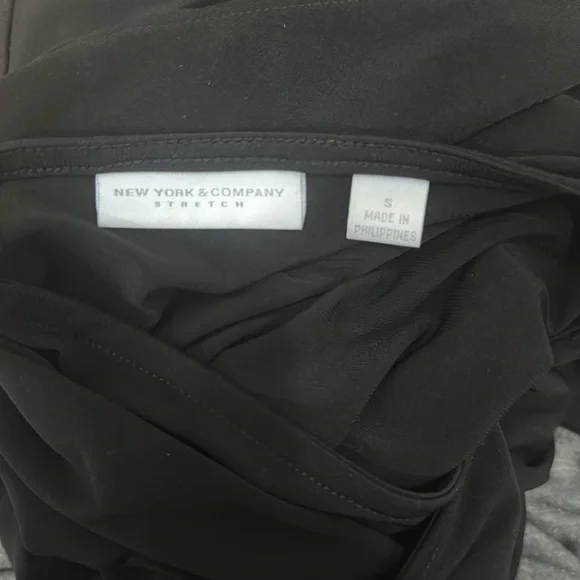 NEW YORK & COMPANY
STRETCH
S
MADE IN
PHILIPPINES